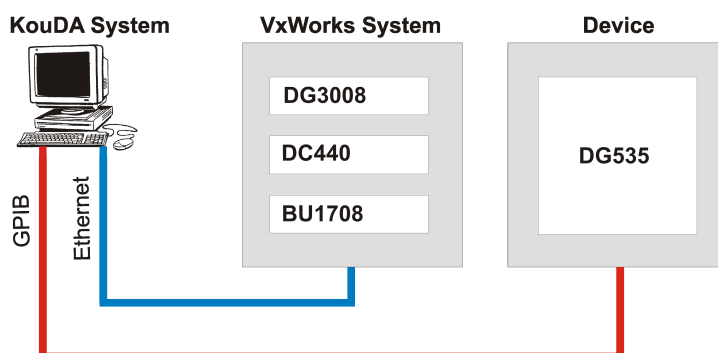 KouDA System
VxWorks System
Device
DG3008
DC440
BU1708
DG535
GPIB
Ethernet